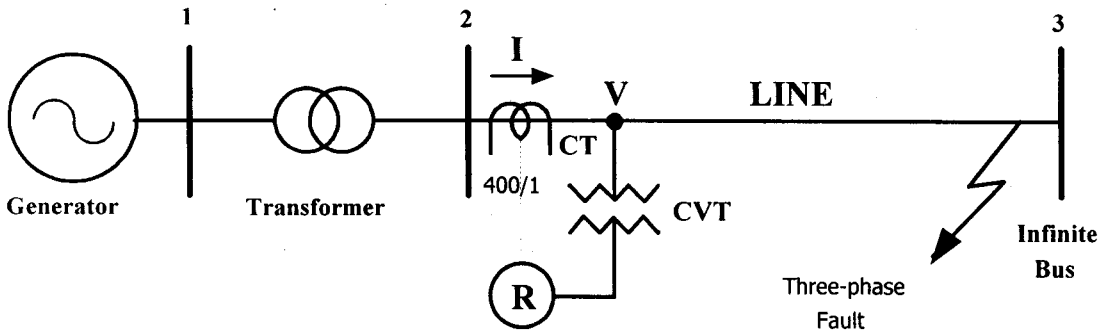 1
2
3
I
V
LINE
CT
400/1
Generator
Transformer
CVT
Infinite
Bus
R
Three-phase
Fault